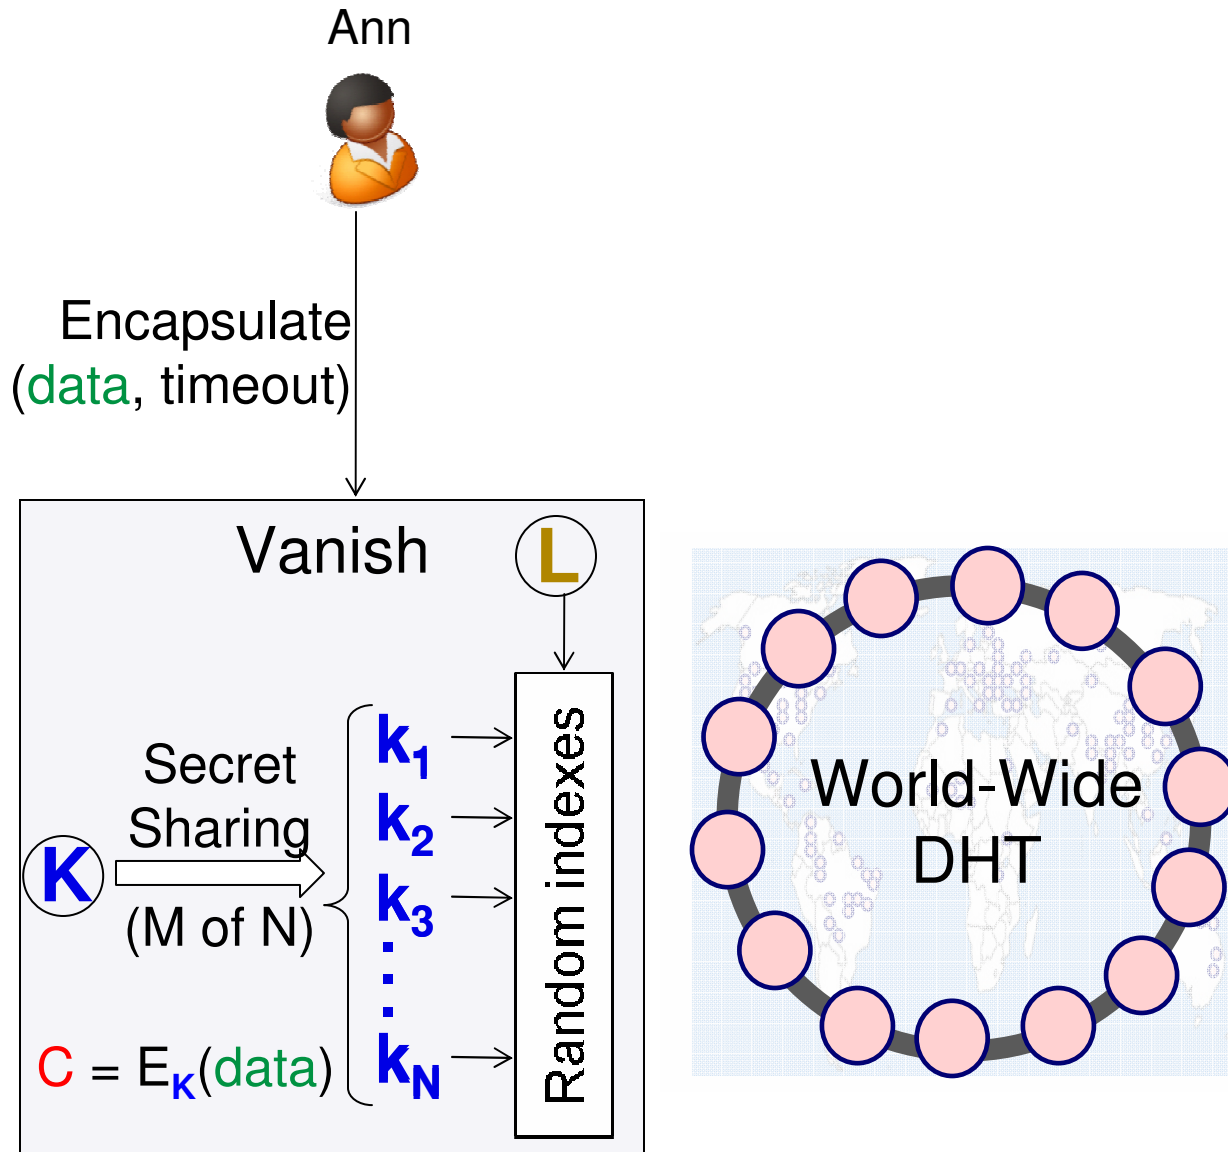 Ann
Encapsulate
(data, timeout)
Vanish
L
Secret
Sharing
(M of N)
K
k1
k2
k3
kN
C = EK(data)
Random indexes
World-Wide
DHT